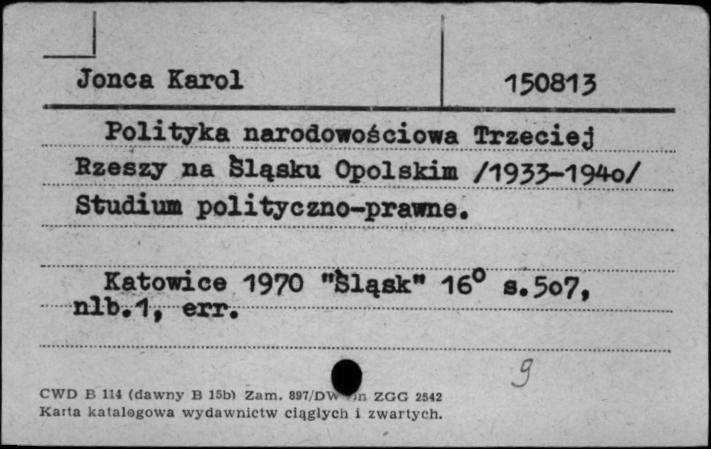 Jonca Karol 150813
Polityka narodowościowa Trzeciej
Rzeszy na Śląsku Opolskim /1933-194o/
Studium polityczno-prawne.
Katowice 1970 "Śląsk" 16° s.5o7,
nlb.1, err.
9
CWD B 114 (dawny B 15b) Zam. 897/DW ZGG 2542
Karta katalogowa wydawnictw ciągłych i zwartych.